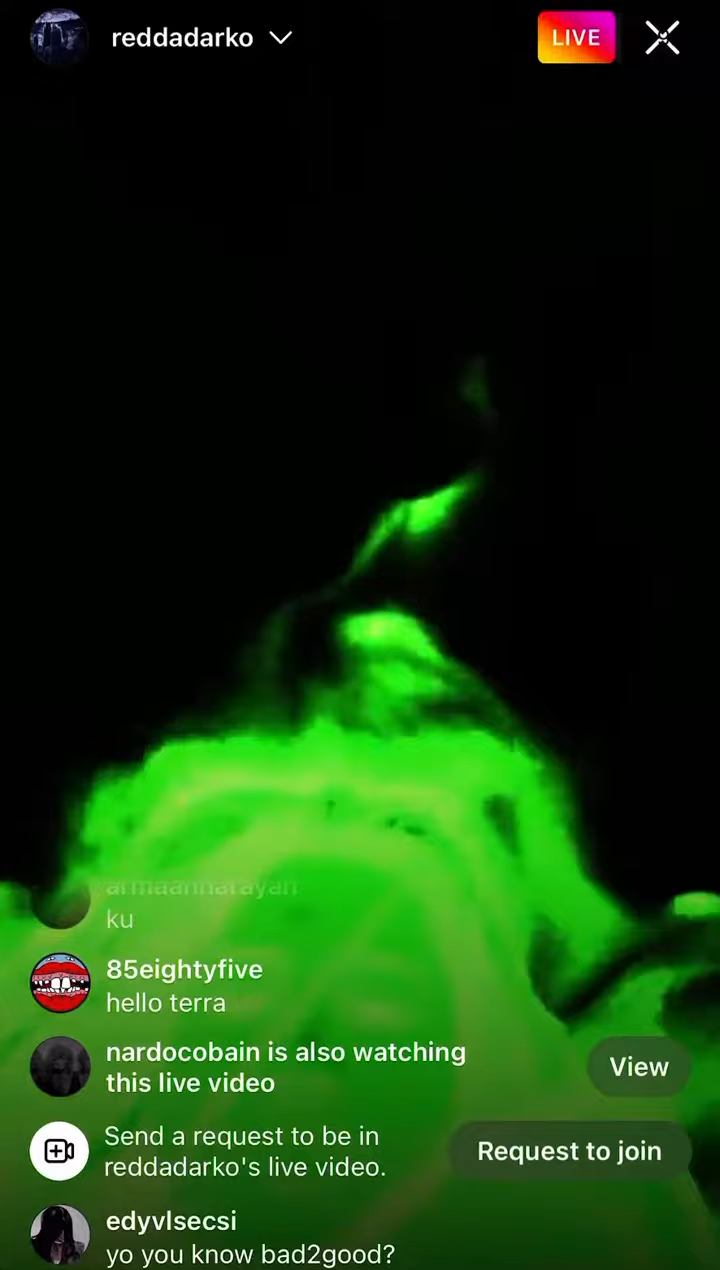 reddadarko
LIVE
armaannarayan
ku
85eightyfive
hello terra
nardocobain is also watching
this live video
View
Send a request to be in
reddadarko's live video.
Request to join
edyvlsecsi
yo you know bad2good?